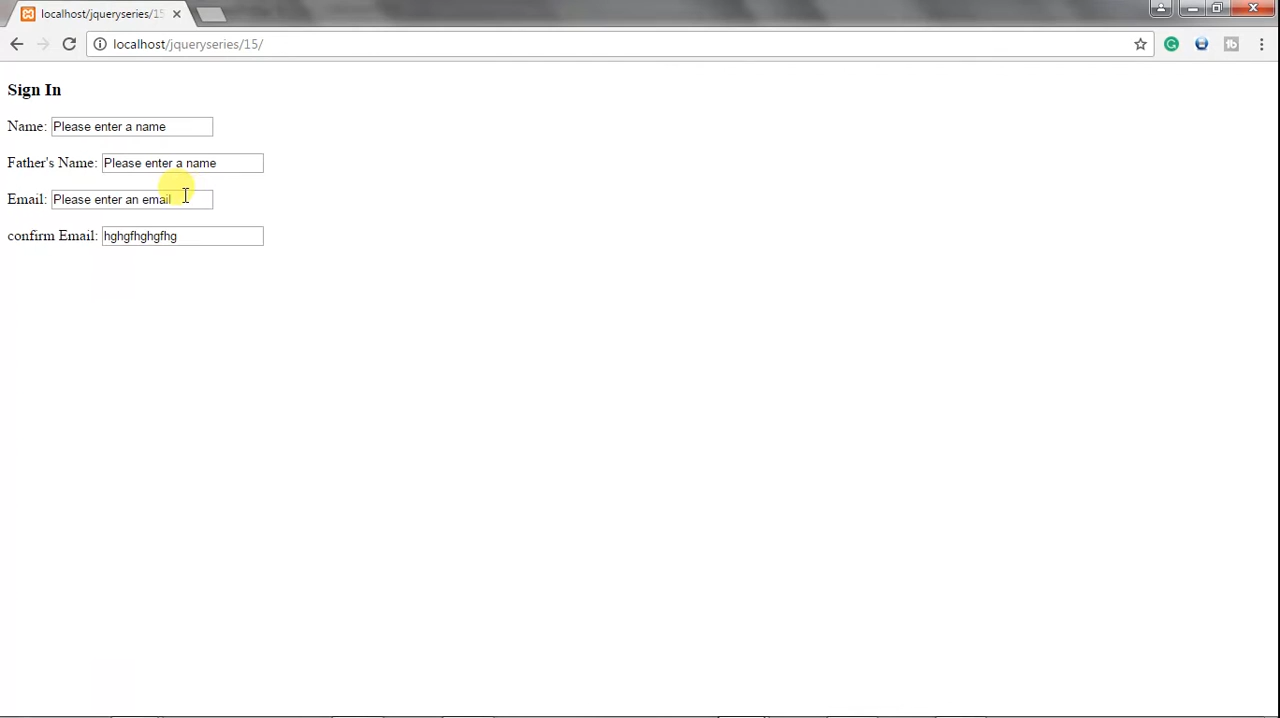 localhost/jqueryseries/15
localhost/jqueryseries/15/
Sign In
Name: Please enter a name
Father's Name: Please enter a name
Email: Please enter an email
confirm Email: hghgfhghgfhg